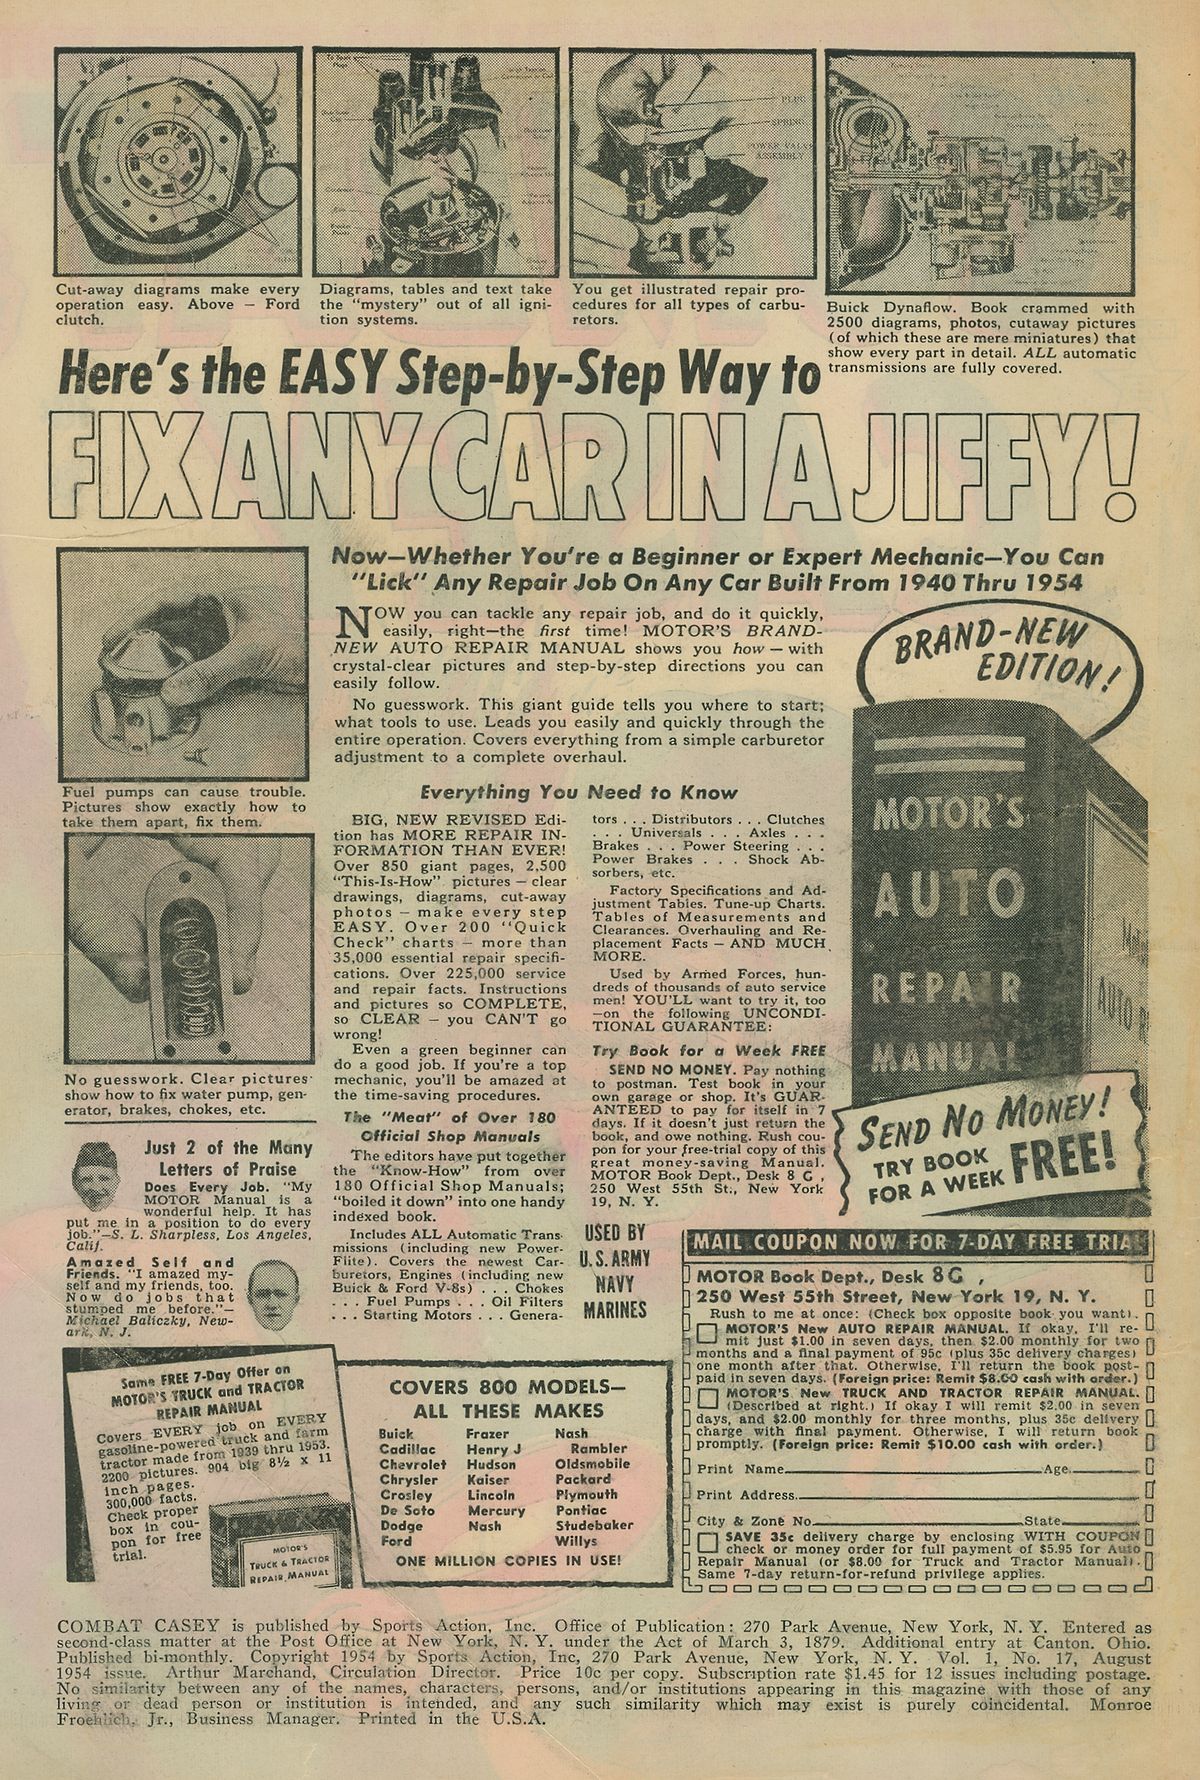 PLUG
SPRING
POWER VALVE
ASSEMBLY
Cut-away diagrams make every
operation easy. Above — Ford
clutch.
Diagrams, tables and text take
the "mystery" out of all igni-
tion systems.
You get illustrated repair pro-
cedures for all types of carbu-
retors.
Buick Dynaflow. Book crammed with
2500 diagrams, photos, cutaway pictures
(of which these are mere miniatures) that
show every part in detail. ALL automatic
transmissions are fully covered.
Here's the EASY Step-by-Step Way to
FIX ANY CAR IN A JIFFY!
Now—Whether You're a Beginner or Expert Mechanic—You Can
"Lick" Any Repair Job On Any Car Built From 1940 Thru 1954
Fuel pumps can cause trouble.
Pictures show exactly how to
take them apart, fix them.
No guesswork. Clear pictures
show how to fix water pump, gen-
erator, brakes, chokes, etc.
Just 2 of the Many
Letters of Praise
Does Every Job. "My
MOTOR Manual is a
wonderful help. It has
put me in a position to do every
job."—S. L. Sharpless, Los Angeles,
Calif.
Amazed Self and
Friends. "I amazed my-
self and my friends, too.
Now do jobs that
stumped me before."—
Michael Baliczky, New-
ark, N. J.
NOW you can tackle any repair job, and do it quickly,
easily, right—the first time! MOTOR'S BRAND-
NEW AUTO REPAIR MANUAL shows you how — with
crystal-clear pictures and step-by-step directions you can
easily follow.
No guesswork. This giant guide tells you where to start;
what tools to use. Leads you easily and quickly through the
entire operation. Covers everything from a simple carburetor
adjustment to a complete overhaul.
Everything You Need to Know
BIG, NEW REVISED Edi-
tion has MORE REPAIR IN-
FORMATION THAN EVER!
Over 850 giant pages, 2,500
"This-Is-How" pictures — clear
drawings, diagrams, cut-away
photos — make every step
EASY. Over 200 "Quick
Check" charts — more than
35,000 essential repair specifi-
cations. Over 225,000 service
and repair facts. Instructions
and pictures so COMPLETE,
so CLEAR — you CAN'T go
wrong!
Even a green beginner can
do a good job. If you're a top
mechanic, you'll be amazed at
the time-saving procedures.
The "Meat" of Over 180
Official Shop Manuals
The editors have put together
the "Know-How" from over
180 Official Shop Manuals;
"boiled it down" into one handy
indexed book.
Includes ALL Automatic Trans-
missions (including new Power-
Flite). Covers the newest Car-
buretors, Engines (including new
Buick & Ford V-8s) . . . Chokes
. . . Fuel Pumps . . . Oil Filters
. . . Starting Motors . . . Genera-
tors . . . Distributors . . . Clutches
. . . Universals . . . Axles . . .
Brakes . . . Power Steering . . .
Power Brakes . . . Shock Ab-
sorbers, etc.
Factory Specifications and Ad-
justment Tables. Tune-up Charts.
Tables of Measurements and
Clearances. Overhauling and Re-
placement Facts — AND MUCH
MORE.
Used by Armed Forces, hun-
dreds of thousands of auto service
men! YOU'LL want to try it, too
—on the following UNCONDI-
TIONAL GUARANTEE:
Try Book for a Week FREE
SEND NO MONEY. Pay nothing
to postman. Test book in your
own garage or shop. It's GUAR-
ANTEED to pay for itself in 7
days. If it doesn't just return the
book, and owe nothing. Rush cou-
pon for your free-trial copy of this
great money-saving Manual.
MOTOR Book Dept., Desk 8 G ,
250 West 55th St., New York
19, N. Y.
USED BY
U.S. ARMY
NAVY
MARINES
BRAND-NEW
EDITION!
MOTOR'S
AUTO
REPAIR
MANUAL
AUTO
SEND NO MONEY!
TRY BOOK
FOR A WEEK FREE!
MAIL COUPON NOW FOR 7-DAY FREE TRIAL
MOTOR Book Dept., Desk 8G ,
250 West 55th Street, New York 19, N. Y.
Rush to me at once: (Check box opposite book you want).
MOTOR'S New AUTO REPAIR MANUAL. If okay, I'll re-
mit just $1.00 in seven days, then $2.00 monthly for two
months and a final payment of 95c (plus 35c delivery charges)
one month after that. Otherwise, I'll return the book post-
paid in seven days. (Foreign price: Remit $8.00 cash with order.)
MOTOR'S New TRUCK AND TRACTOR REPAIR MANUAL.
(Described at right.) If okay I will remit $2.00 in seven
days, and $2.00 monthly for three months, plus 35c delivery
charge with final payment. Otherwise, I will return book
promptly. (Foreign price: Remit $10.00 cash with order.)
Print Name Age
Print Address
City & Zone No State
SAVE 35c delivery charge by enclosing WITH COUPON
check or money order for full payment of $5.95 for Auto
Repair Manual (or $8.00 for Truck and Tractor Manual).
Same 7-day return-for-refund privilege applies.
Same FREE 7-Day Offer on
MOTOR'S TRUCK and TRACTOR
REPAIR MANUAL
Covers EVERY job on EVERY
gasoline-powered truck and farm
tractor made from 1939 thru 1953.
2200 pictures. 904 big 8½ x 11
inch pages.
300,000 facts.
Check proper
box in cou-
pon for free
trial.
MOTOR'S
TRUCK & TRACTOR
REPAIR MANUAL
COVERS 800 MODELS—
ALL THESE MAKES
Buick Frazer Nash
Cadillac Henry J Rambler
Chevrolet Hudson Oldsmobile
Chrysler Kaiser Packard
Crosley Lincoln Plymouth
De Soto Mercury Pontiac
Dodge Nash Studebaker
Ford Willys
ONE MILLION COPIES IN USE!
COMBAT CASEY is published by Sports Action, Inc. Office of Publication: 270 Park Avenue, New York, N. Y. Entered as
second-class matter at the Post Office at New York, N. Y. under the Act of March 3, 1879. Additional entry at Canton. Ohio.
Published bi-monthly. Copyright 1954 by Sports Action, Inc, 270 Park Avenue, New York, N. Y. Vol. 1, No. 17, August
1954 issue. Arthur Marchand, Circulation Director. Price 10c per copy. Subscription rate $1.45 for 12 issues including postage.
No similarity between any of the names, characters, persons, and/or institutions appearing in this magazine with those of any
living or dead person or institution is intended, and any such similarity which may exist is purely coincidental. Monroe
Froehlich, Jr., Business Manager. Printed in the U.S.A.